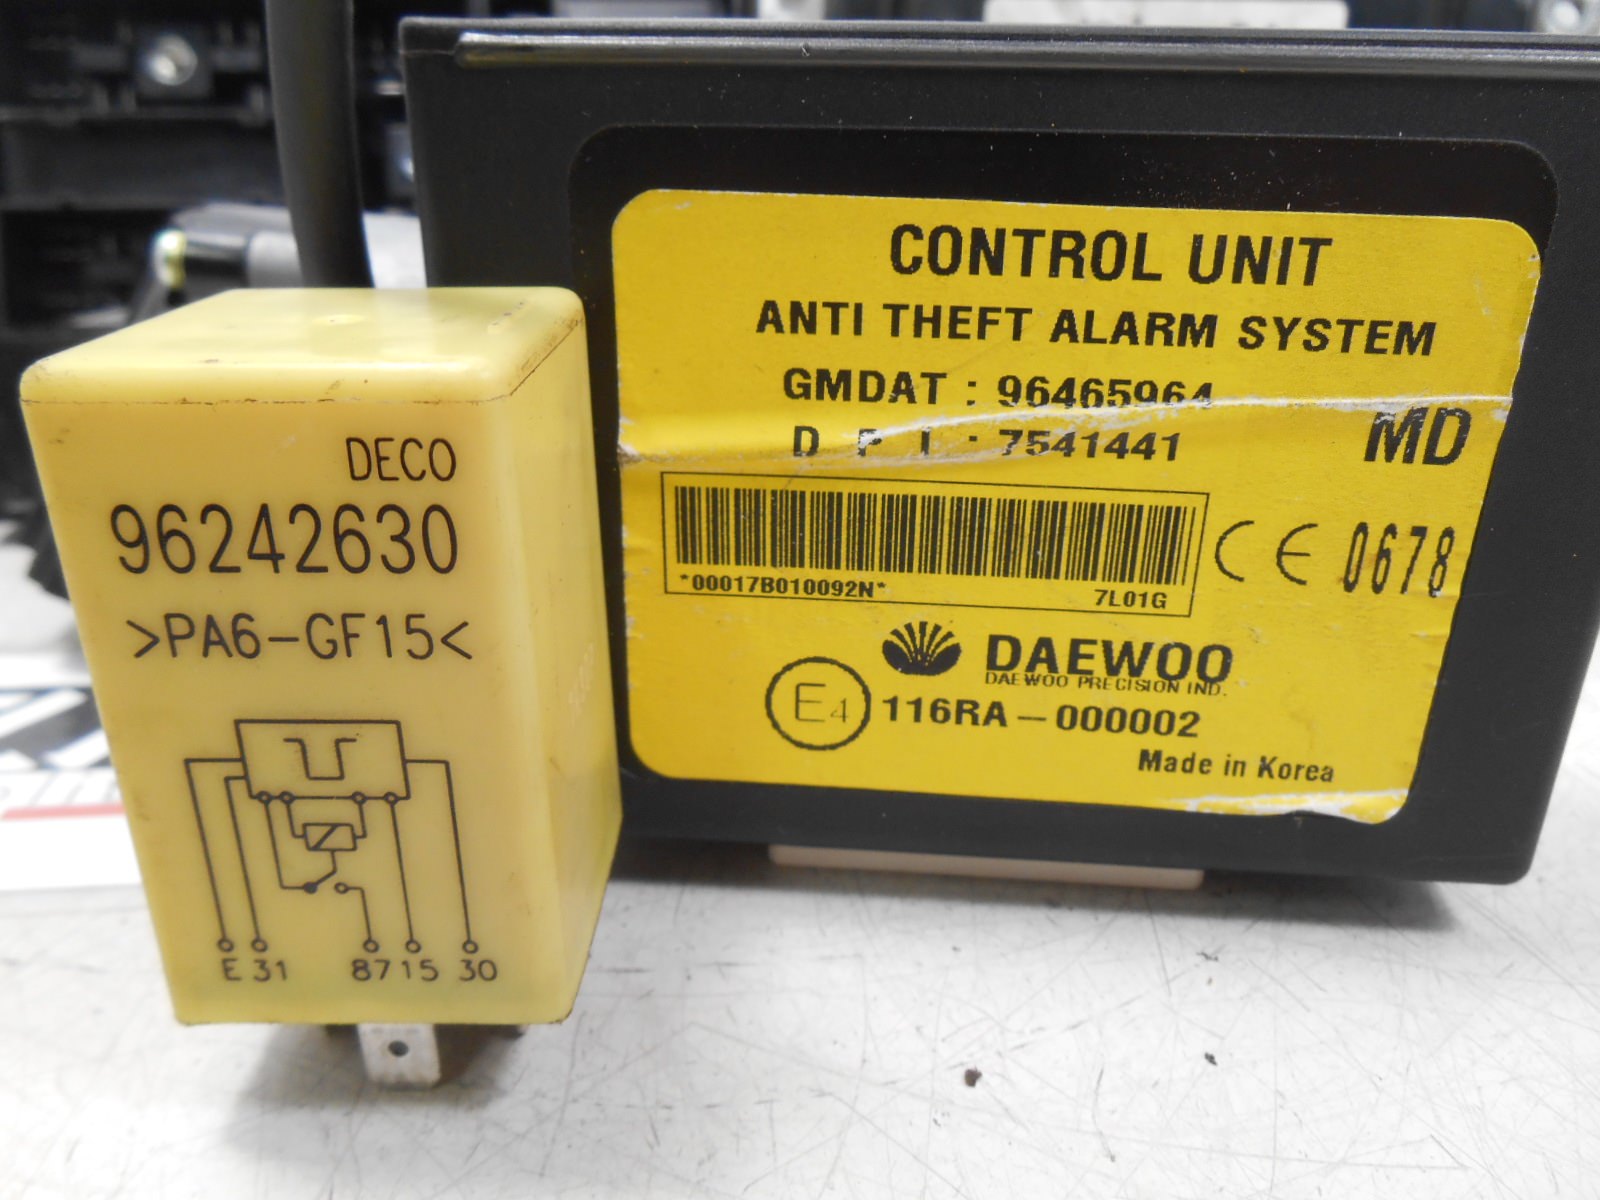 DECO
96242630
>PA6-GF15<
E 31 87 15 30
CONTROL UNIT
ANTI THEFT ALARM SYSTEM
GMDAT : 96465964
D P I : 7541441
MD
*00017B010092N*
7L01G
CE 0678
DAEWOO
DAEWOO PRECISION IND.
E4 116RA-000002
Made in Korea